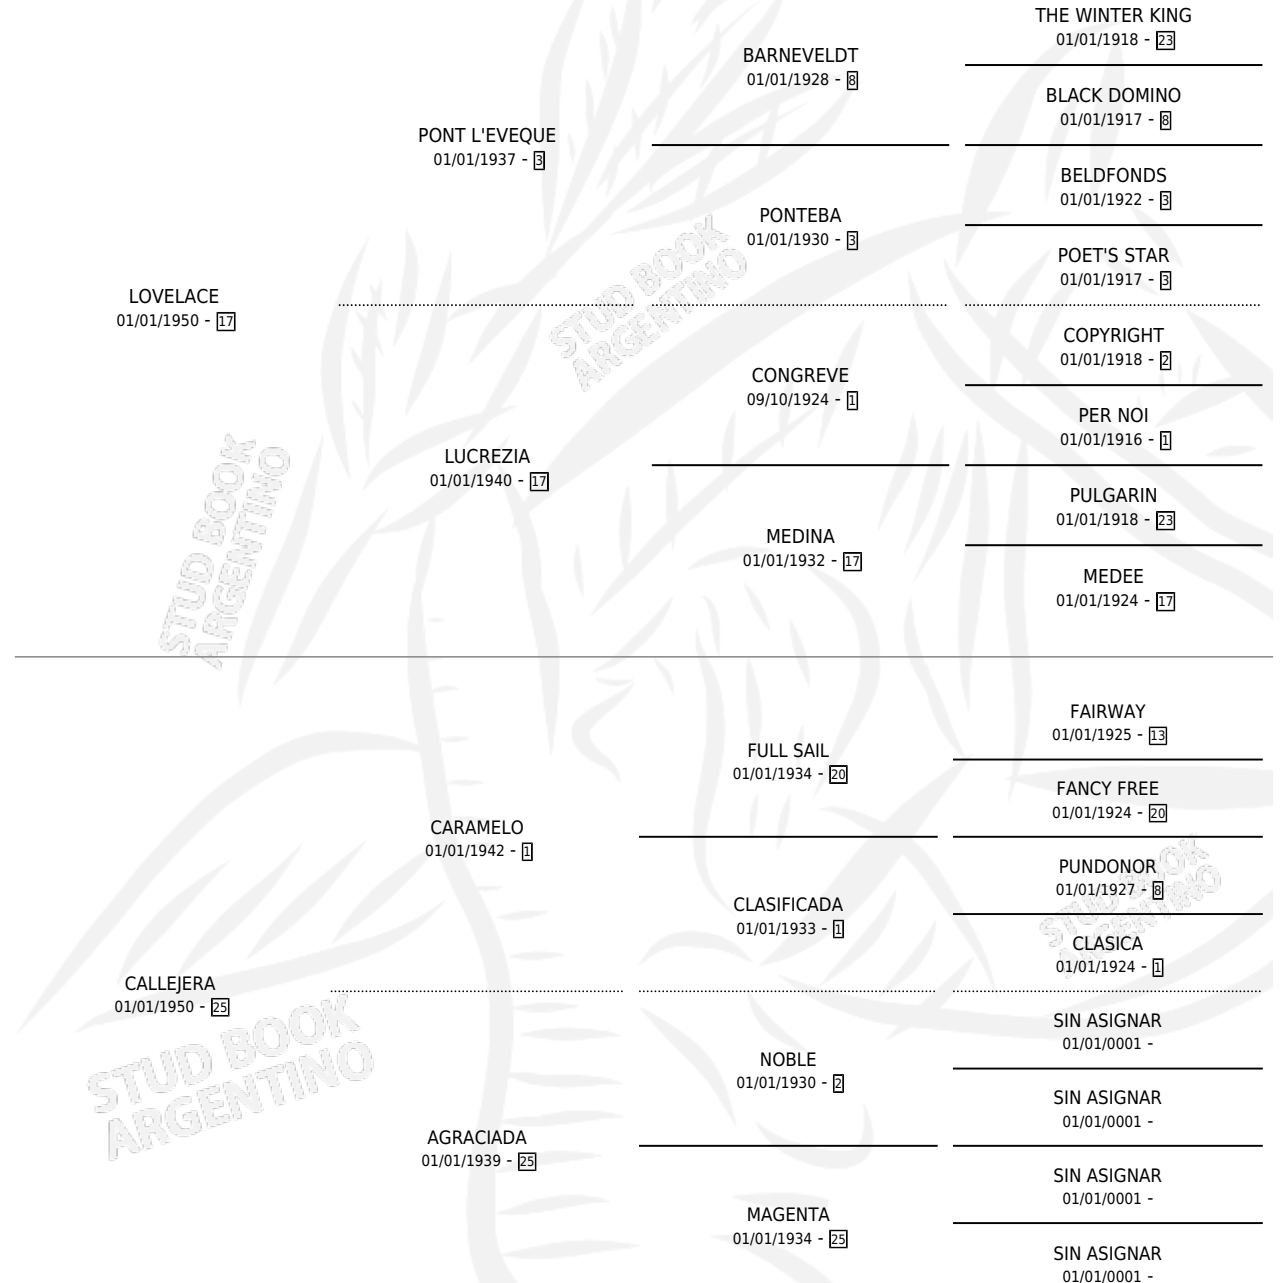 THE WINTER KING
01/01/1918 - 23
BARNEVELDT
01/01/1928 - 8
BLACK DOMINO
01/01/1917 - 8
PONT L'EVEQUE
01/01/1937 - 3
BELDFONDS
01/01/1922 - 3
PONTEBA
01/01/1930 - 3
POET'S STAR
01/01/1917 - 3
LOVELACE
01/01/1950 - 17
STUD BOOK
ARGENTINO
COPYRIGHT
01/01/1918 - 2
CONGREVE
09/10/1924 - 1
PER NOI
01/01/1916 - 1
LUCREZIA
01/01/1940 - 17
PULGARIN
01/01/1918 - 23
MEDINA
01/01/1932 - 17
MEDEE
01/01/1924 - 17
STUD BOOK
ARGENTINO
FAIRWAY
01/01/1925 - 13
FULL SAIL
01/01/1934 - 20
FANCY FREE
01/01/1924 - 20
CARAMELO
01/01/1942 - 1
PUNDONOR
01/01/1927 - 8
CLASIFICADA
01/01/1933 - 1
STUD BOOK
ARGENTINO
CLASICA
01/01/1924 - 1
CALLEJERA
01/01/1950 - 25
SIN ASIGNAR
01/01/0001 -
NOBLE
01/01/1930 - 2
SIN ASIGNAR
01/01/0001 -
STUD BOOK
ARGENTINO
AGRACIADA
01/01/1939 - 25
SIN ASIGNAR
01/01/0001 -
MAGENTA
01/01/1934 - 25
SIN ASIGNAR
01/01/0001 -